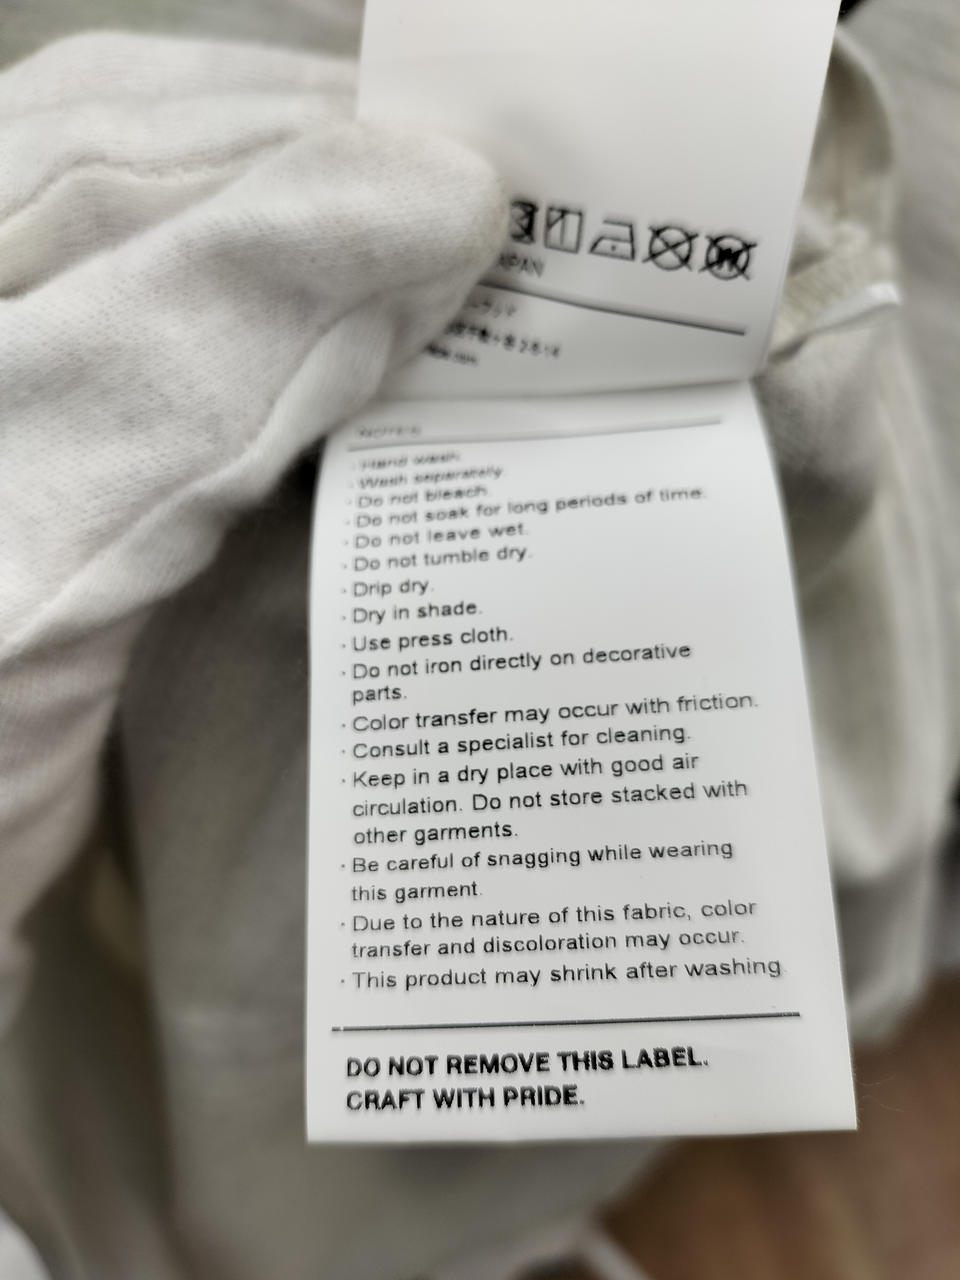 Notes
· Hand wash.
· Wash separately.
· Do not bleach.
· Do not soak for long periods of time.
· Do not leave wet.
· Do not tumble dry.
· Drip dry.
· Dry in shade.
· Use press cloth.
· Do not iron directly on decorative
parts.
· Color transfer may occur with friction.
· Consult a specialist for cleaning.
· Keep in a dry place with good air
circulation. Do not store stacked with
other garments.
· Be careful of snagging while wearing
this garment.
· Due to the nature of this fabric, color
transfer and discoloration may occur.
· This product may shrink after washing.
DO NOT REMOVE THIS LABEL.
CRAFT WITH PRIDE.